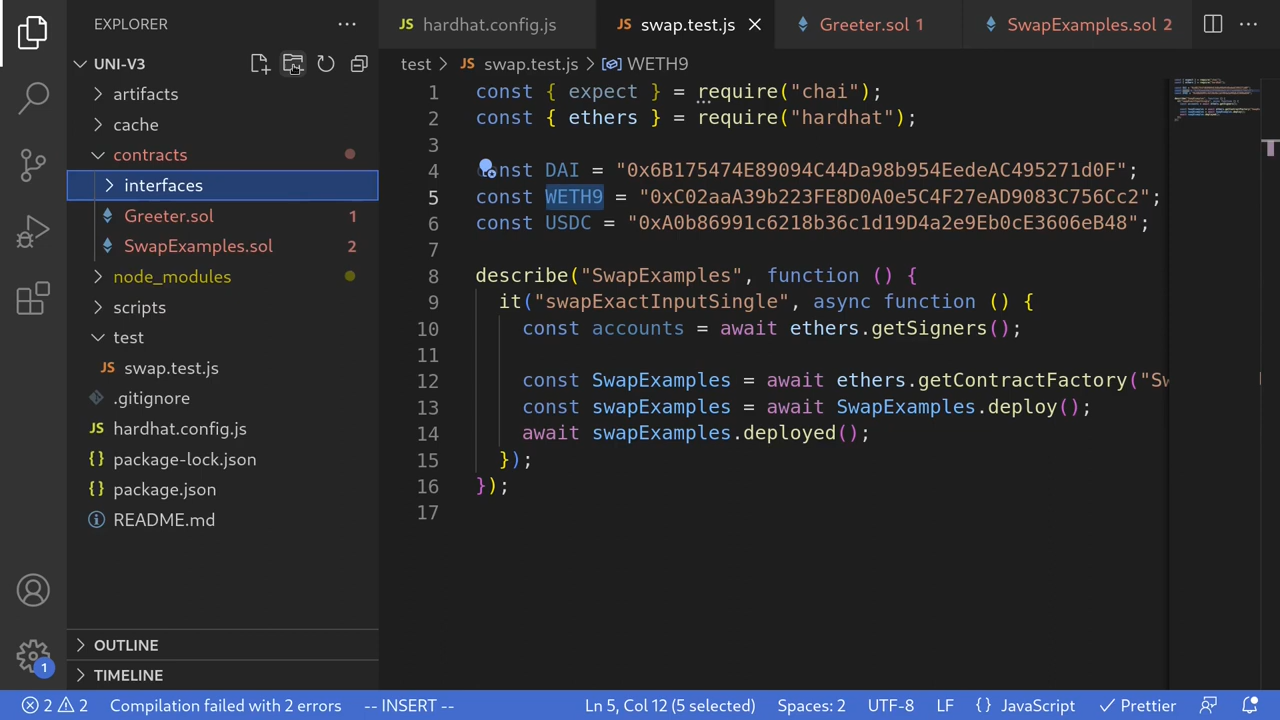 EXPLORER
hardhat.config.js
swap.test.js
Greeter.sol 1
SwapExamples.sol 2
UNI-V3
test > JS swap.test.js > WETH9
artifacts
cache
contracts
interfaces
Greeter.sol 1
SwapExamples.sol 2
node_modules
scripts
test
JS swap.test.js
.gitignore
JS hardhat.config.js
{} package-lock.json
{} package.json
README.md
1 const { expect } = require("chai");
2 const { ethers } = require("hardhat");
3
4 const DAI = "0x6B175474E89094C44Da98b954EedeAC495271d0F";
5 const WETH9 = "0xC02aaA39b223FE8D0A0e5C4F27eAD9083C756Cc2";
6 const USDC = "0xA0b86991c6218b36c1d19D4a2e9Eb0cE3606eB48";
7
8 describe("SwapExamples", function () {
9 it("swapExactInputSingle", async function () {
10 const accounts = await ethers.getSigners();
11
12 const SwapExamples = await ethers.getContractFactory("Sw
13 const swapExamples = await SwapExamples.deploy();
14 await swapExamples.deployed();
15 });
16 });
17
OUTLINE
TIMELINE
1
2 2 Compilation failed with 2 errors -- INSERT -- Ln 5, Col 12 (5 selected) Spaces: 2 UTF-8 LF {} JavaScript Prettier